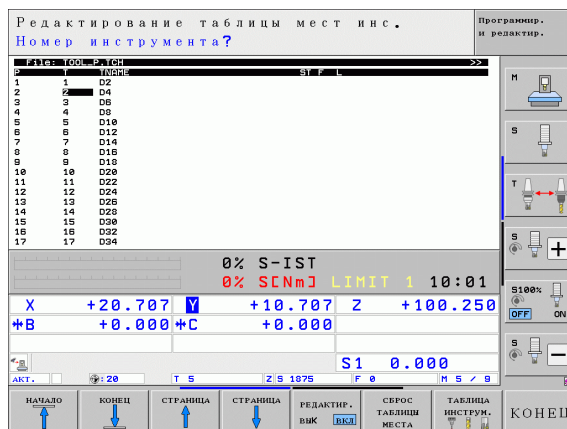 Редактирование таблицы мест инс.
Номер инструмента?
Программир.
и редактир.
File: TOOL_P.TCH >>
P T TNAME ST F L
1 1 D2
2 2 D4
3 3 D6
4 4 D8
5 5 D10
6 6 D12
7 7 D14
8 8 D16
9 9 D18
10 10 D20
11 11 D22
12 12 D24
13 13 D26
14 14 D28
15 15 D30
16 16 D32
17 17 D34
0% S-IST
0% S[Nm] LIMIT 1 10:01
X +20.707 Y +10.707 Z +100.250
B +0.000 C +0.000
S1 0.000
АКТ. : 20 T 5 Z S 1875 F 0 M 5 / 9
M
S
T
S
+
S100%
OFF ON
S
−
НАЧАЛО
КОНЕЦ
СТРАНИЦА
СТРАНИЦА
РЕДАКТИР.
ВЫК ВКЛ
СБРОС
ТАБЛИЦЫ
МЕСТА
ТАБЛИЦА
ИНСТРУМ.
КОНЕЦ